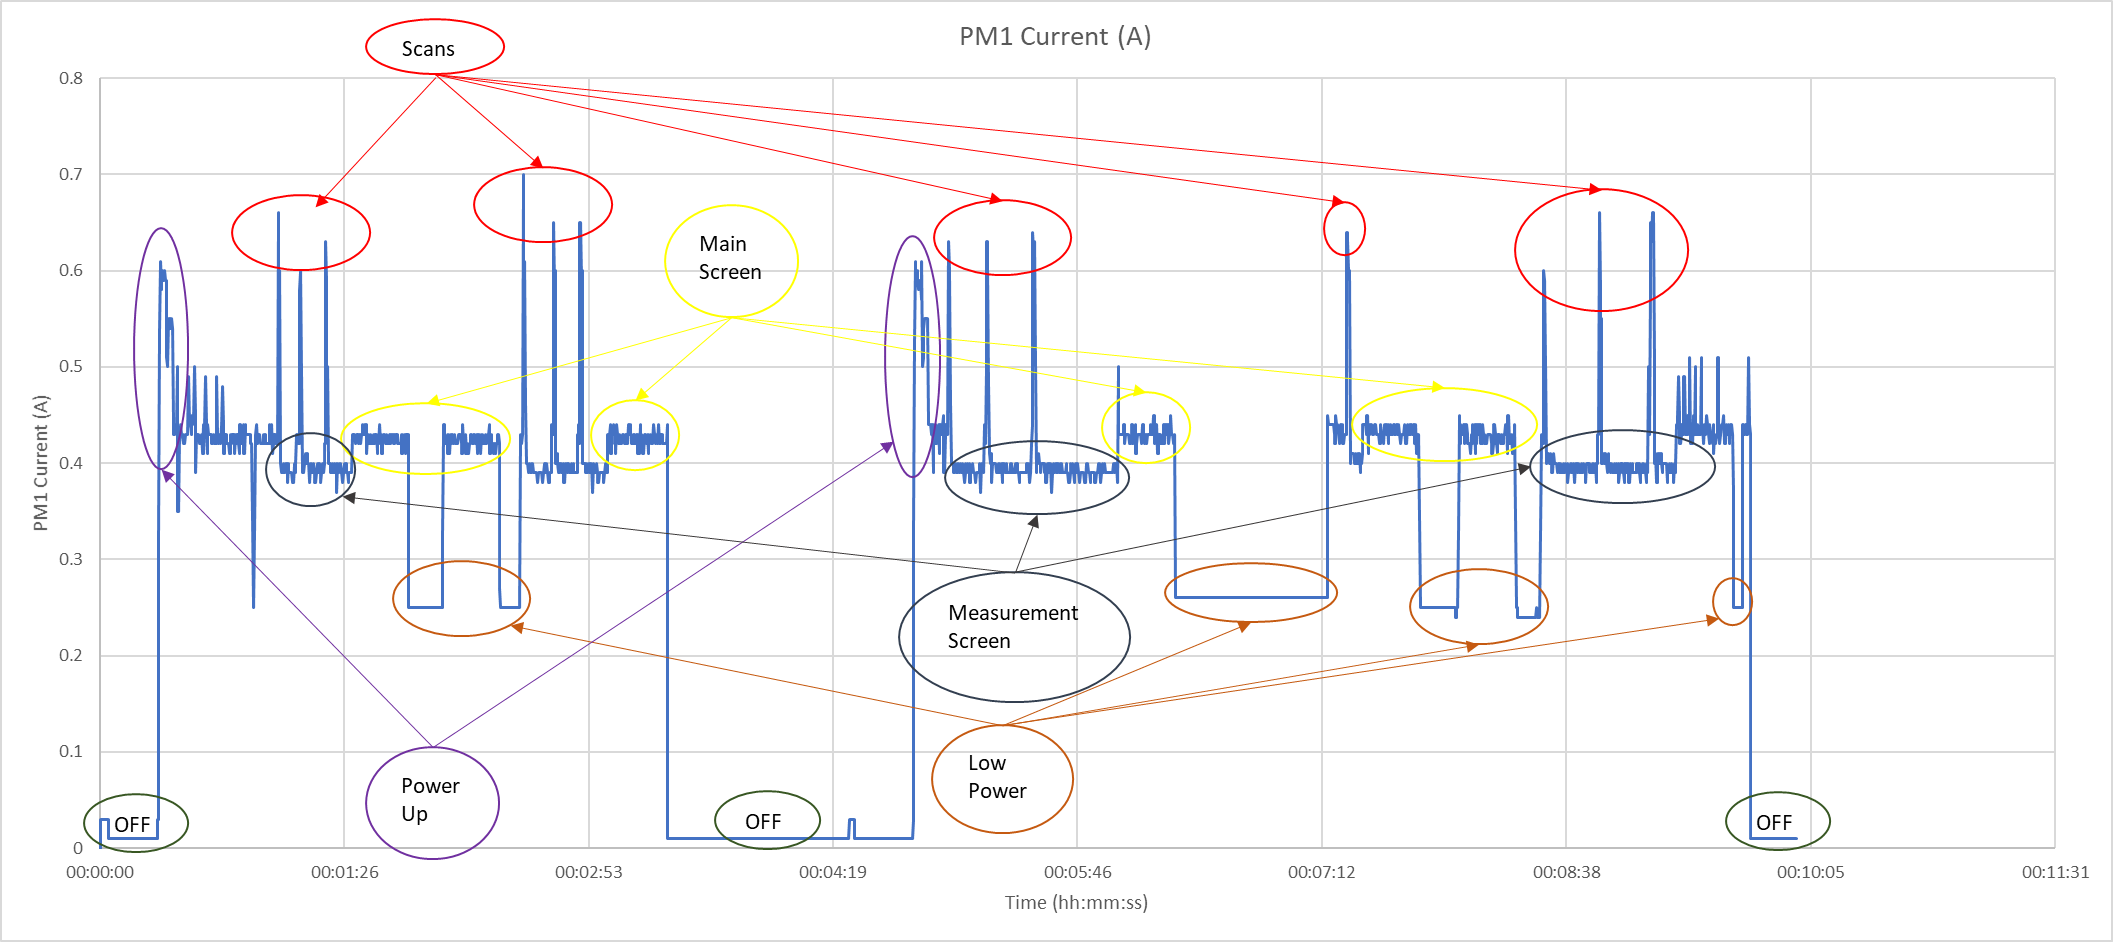 PM1 Current (A)
Scans
0.8
0.7
0.6
0.5
0.4
0.3
0.2
0.1
0
PM1 Current (A)
Main
Screen
Measurement
Screen
Power
Up
Low
Power
OFF
OFF
OFF
00:00:00
00:01:26
00:02:53
00:04:19
00:05:46
00:07:12
00:08:38
00:10:05
00:11:31
Time (hh:mm:ss)